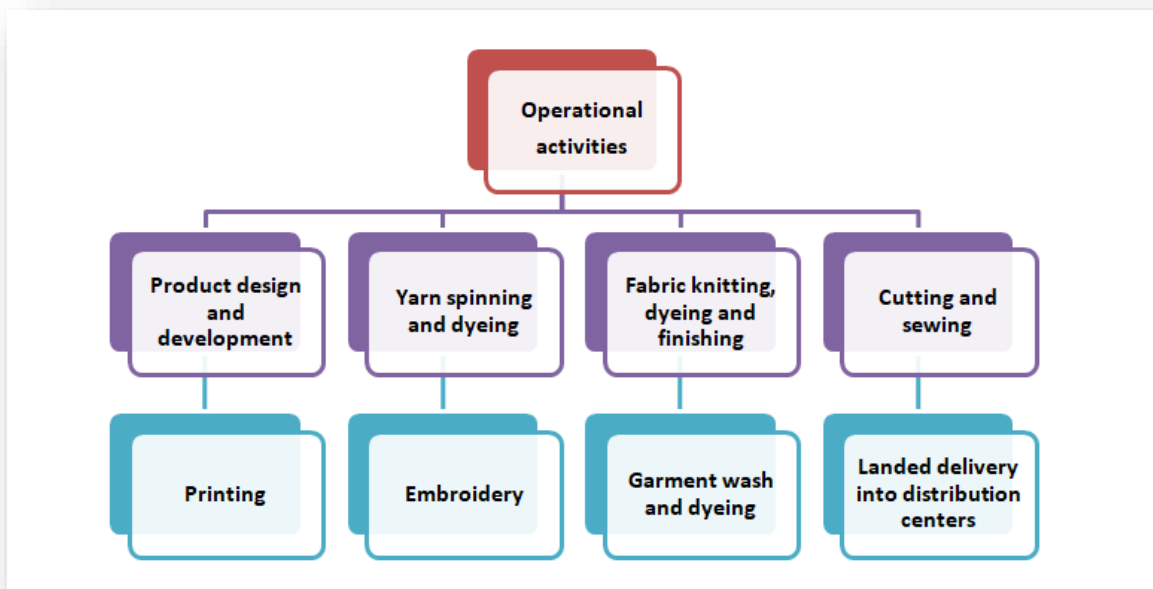 Operational
activities
Product design
and
development
Yarn spinning
and dyeing
Fabric knitting,
dyeing and
finishing
Cutting and
sewing
Printing
Embroidery
Garment wash
and dyeing
Landed delivery
into distribution
centers